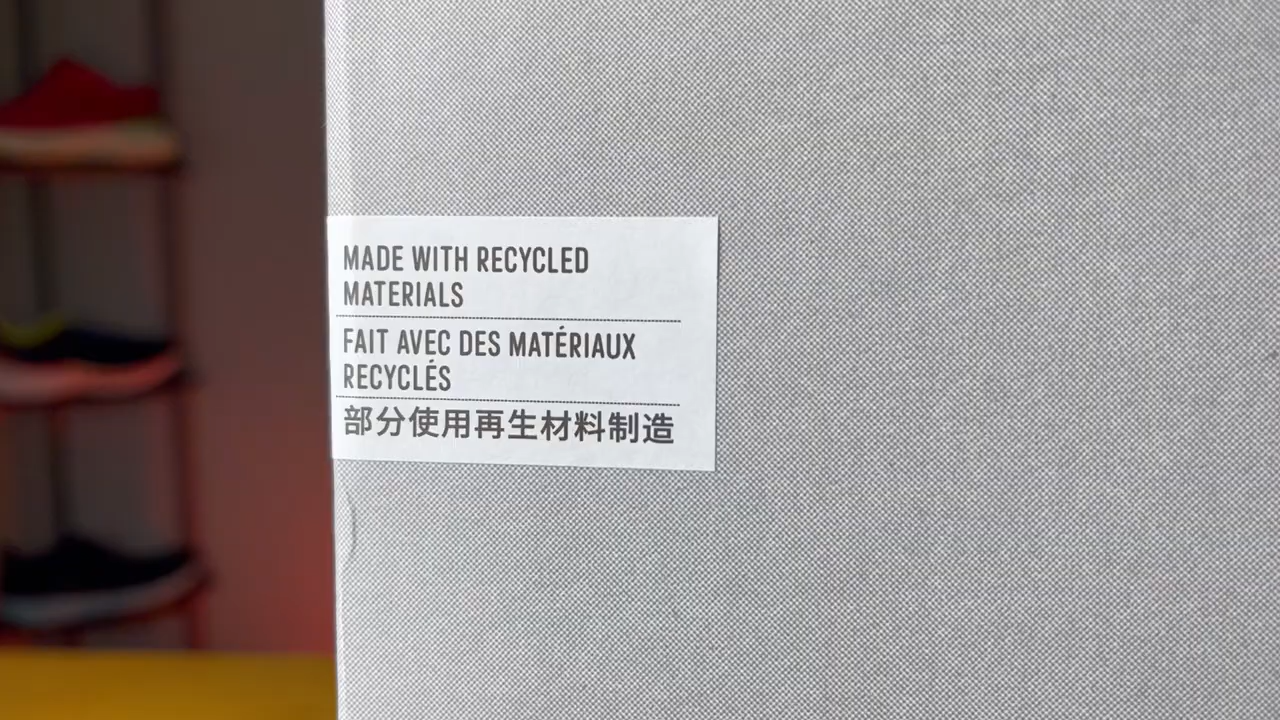 MADE WITH RECYCLED
MATERIALS
FAIT AVEC DES MATÉRIAUX
RECYCLÉS
部分使用再生材料制造